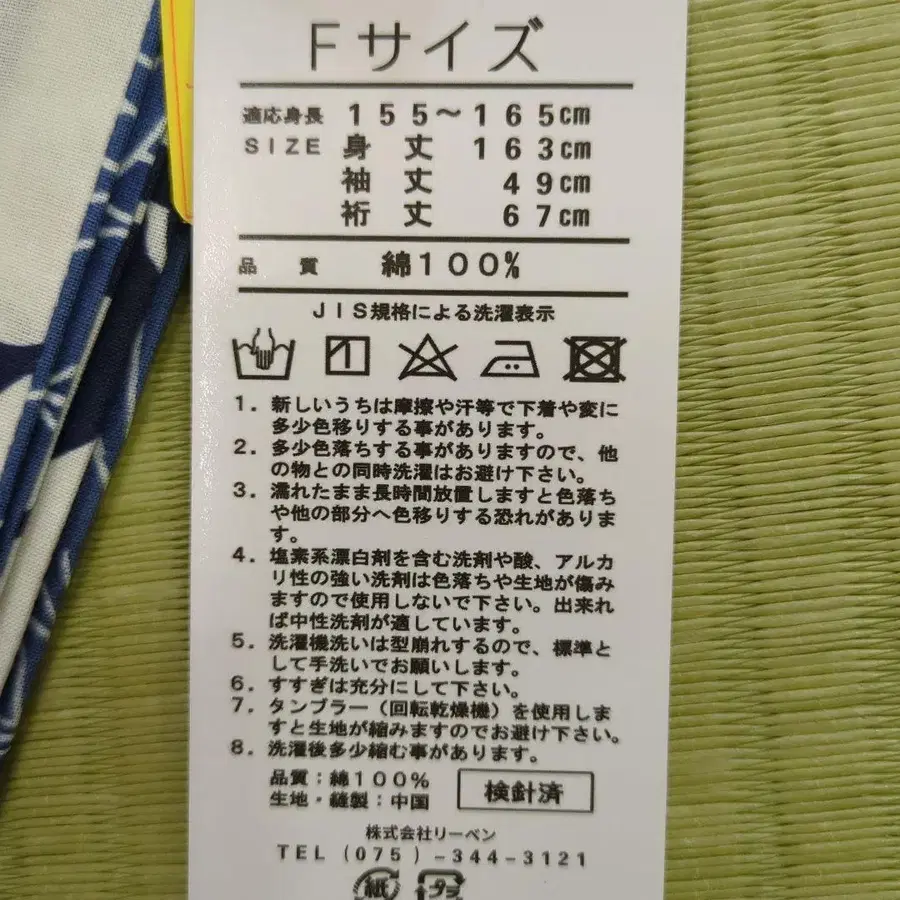 Fサイズ
適応身長 155～165cm
SIZE 身丈 163cm
袖丈 49cm
裄丈 67cm
品質 綿100%
JIS規格による洗濯表示
1. 新しいうちは摩擦や汗等で下着や変に
多少色移りする事があります。
2. 多少色落ちする事がありますので、他
の物との同時洗濯はお避け下さい。
3. 濡れたまま長時間放置しますと色落ち
や他の部分へ色移りする恐れがありま
す。
4. 塩素系漂白剤を含む洗剤や酸、アルカ
リ性の強い洗剤は色落ちや生地が傷み
ますので使用しないで下さい。出来れ
ば中性洗剤が適しています。
5. 洗濯機洗いは型崩れするので、標準と
して手洗いでお願いします。
6. すすぎは充分にして下さい。
7. タンブラー（回転乾燥機）を使用しま
すと生地が縮みますのでお避け下さい。
8. 洗濯後多少縮む事があります。
品質：綿100%
生地・縫製：中国
検針済
株式会社リーベン
TEL (075)-344-3121
紙 プラ